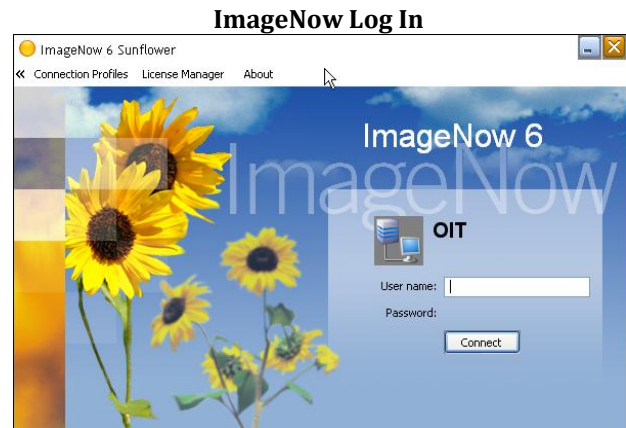 ImageNow Log In
ImageNow 6 Sunflower
« Connection Profiles License Manager About
ImageNow 6
ImageNow
OIT
User name:
Password:
Connect